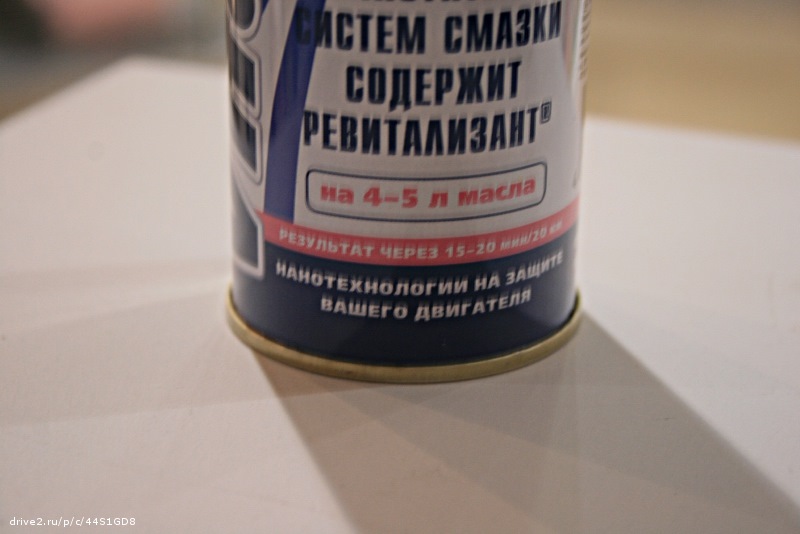 СИСТЕМ СМАЗКИ
СОДЕРЖИТ
РЕВИТАЛИЗАНТ®
на 4–5 л масла
РЕЗУЛЬТАТ ЧЕРЕЗ 15–20 мин/20 км
НАНОТЕХНОЛОГИИ НА ЗАЩИТЕ
ВАШЕГО ДВИГАТЕЛЯ
drive2.ru/p/c/44S1GD8